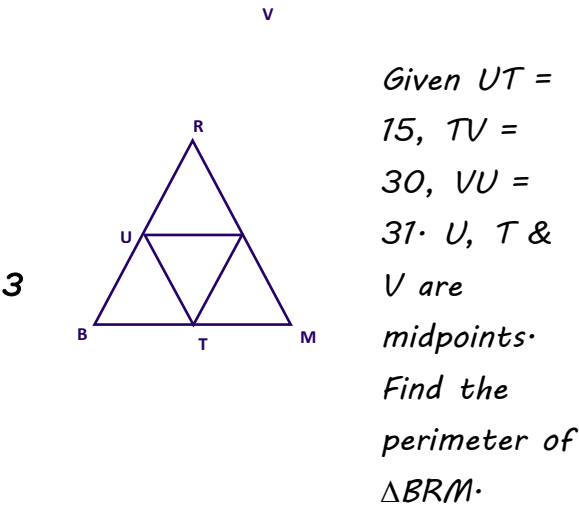 V
R
U
B
T
M
3
Given UT =
15, TV =
30, VU =
31. U, T &
V are
midpoints.
Find the
perimeter of
ΔBRM.